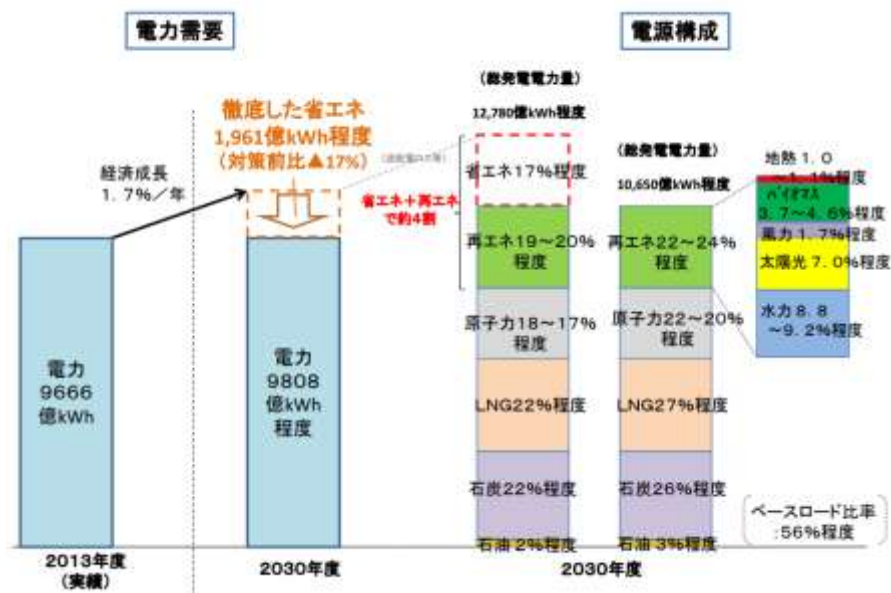 電力需要
電源構成
(総発電電力量)
12,780億kWh程度
徹底した省エネ
1,961億kWh程度
(対策前比▲17%)
経済成長
1.7%/年
省エネ17%程度
省エネ+再エネ
で約4割
(総発電電力量)
10,650億kWh程度
地熱 1.0
～1.1%程度
バイオマス
3.7～4.6%程度
風力 1.7%程度
太陽光 7.0%程度
水力 8.8
～9.2%程度
再エネ19～20%
程度
再エネ22～24%
程度
原子力18～17%
程度
原子力22～20%
程度
電力
9666
億kWh
電力
9808
億kWh
程度
LNG22%程度
LNG27%程度
石炭22%程度
石炭26%程度
石油 2%程度
石油 3%程度
ベースロード比率
:56%程度
2013年度
(実績)
2030年度
2030年度